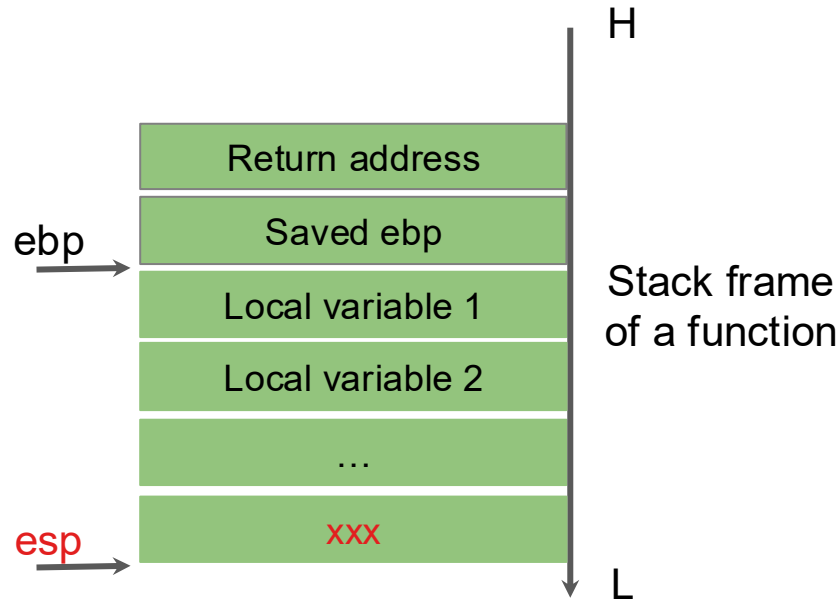 H
Return address
Saved ebp
ebp
Local variable 1
Stack frame
of a function
Local variable 2
...
xxx
esp
L